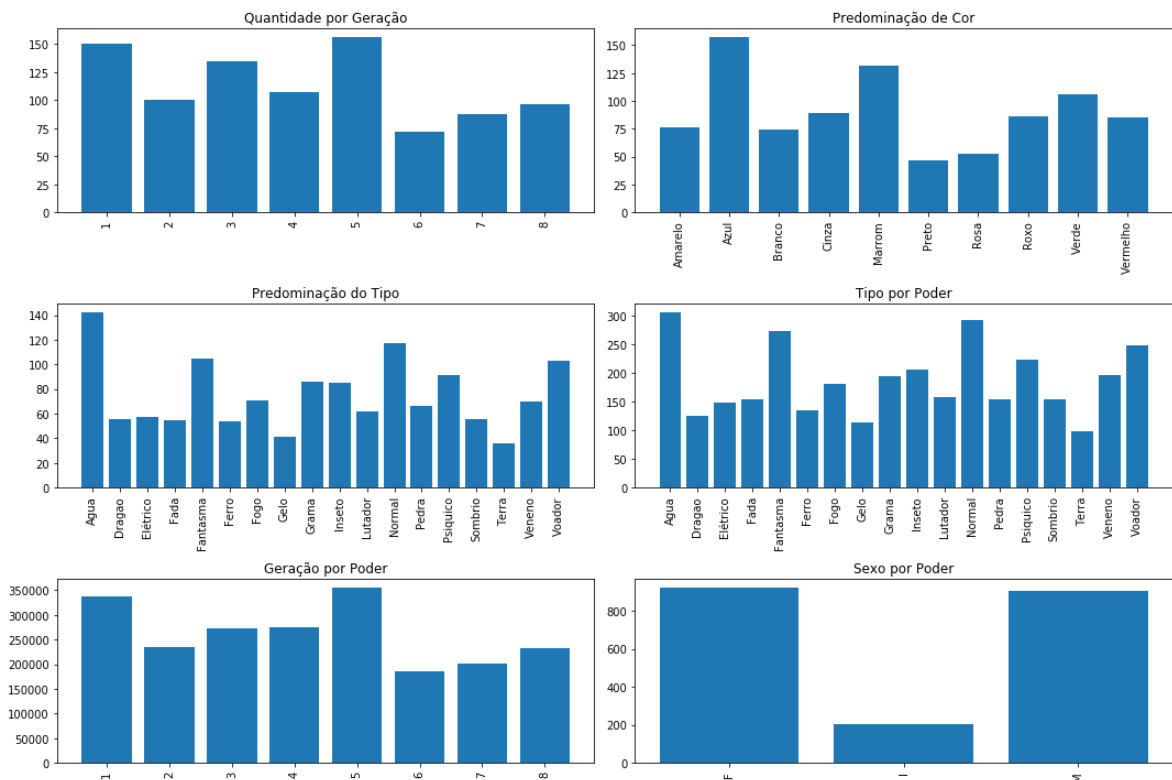 Quantidade por Geração
150
125
100
75
50
25
0
1
2
3
4
5
6
7
8
Predominação de Cor
150
125
100
75
50
25
0
Amarelo
Azul
Branco
Cinza
Marrom
Preto
Rosa
Roxo
Verde
Vermelho
Predominação do Tipo
140
120
100
80
60
40
20
0
Agua
Dragao
Elétrico
Fada
Fantasma
Ferro
Fogo
Gelo
Grama
Inseto
Lutador
Normal
Pedra
Psiquico
Sombrio
Terra
Veneno
Voador
Tipo por Poder
300
250
200
150
100
50
0
Agua
Dragao
Elétrico
Fada
Fantasma
Ferro
Fogo
Gelo
Grama
Inseto
Lutador
Normal
Pedra
Psiquico
Sombrio
Terra
Veneno
Voador
Geração por Poder
350000
300000
250000
200000
150000
100000
50000
0
1
2
3
4
5
6
7
8
Sexo por Poder
800
600
400
200
0
F
I
M